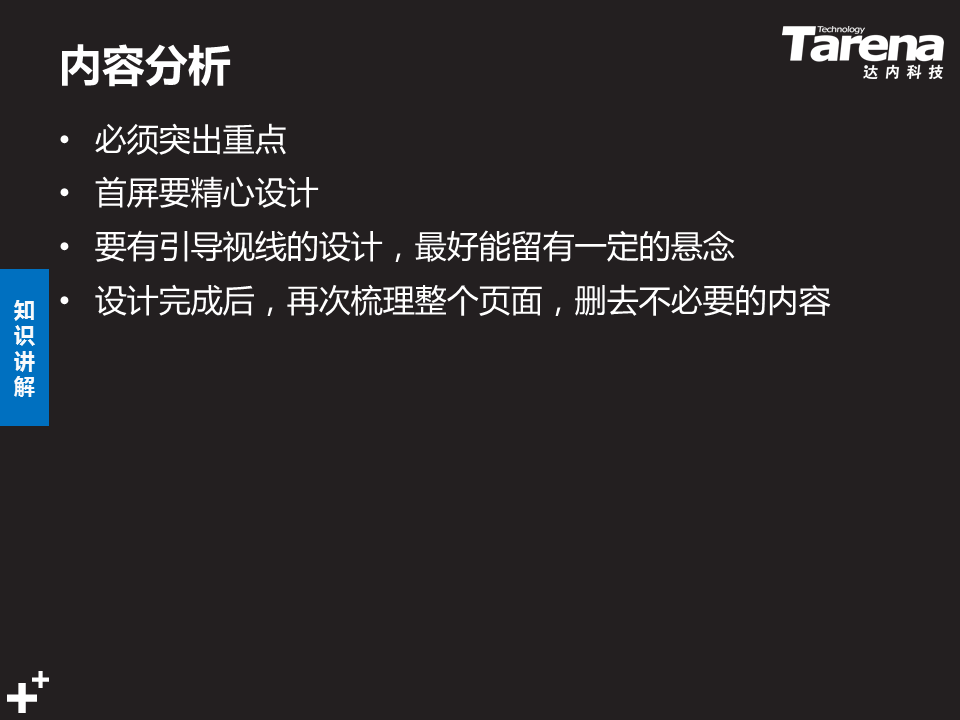 内容分析
Technology
Tarena
达内科技
• 必须突出重点
• 首屏要精心设计
• 要有引导视线的设计，最好能留有一定的悬念
• 设计完成后，再次梳理整个页面，删去不必要的内容
知识讲解